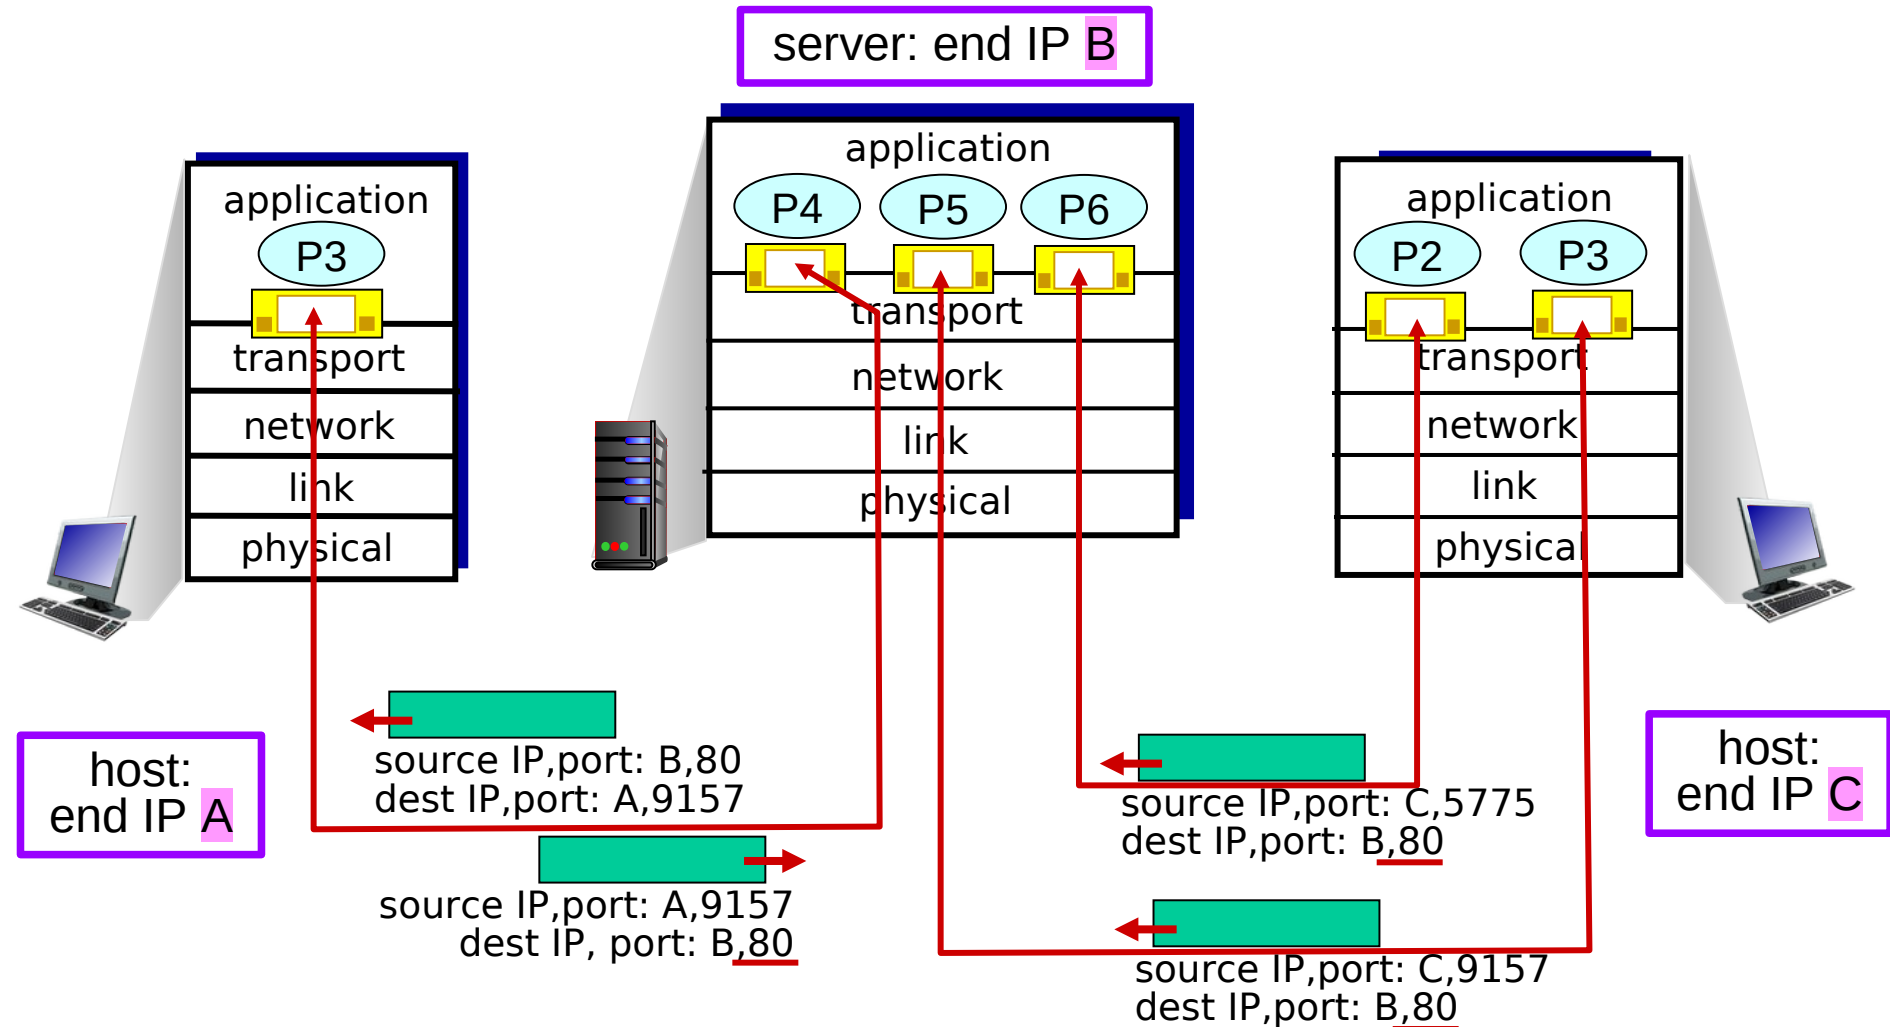 server: end IP B
application
P3
transport
network
link
physical
application
P4
P5
P6
transport
network
link
physical
application
P2
P3
transport
network
link
physical
host:
end IP A
source IP,port: B,80
dest IP,port: A,9157
source IP,port: A,9157
dest IP, port: B,80
source IP,port: C,5775
dest IP,port: B,80
source IP,port: C,9157
dest IP,port: B,80
host:
end IP C